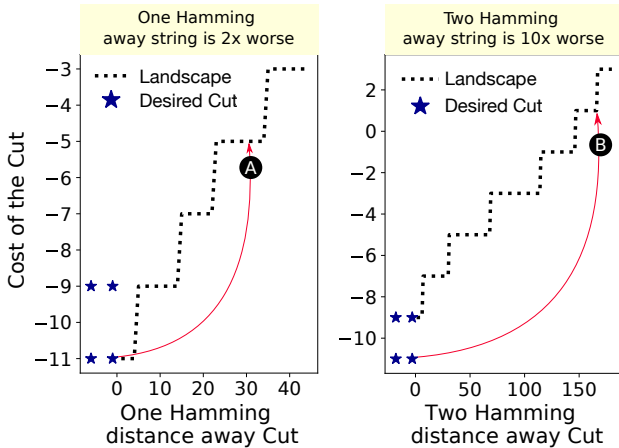 One Hamming
away string is 2x worse
Two Hamming
away string is 10x worse
Cost of the Cut
−3
−4
−5
−6
−7
−8
−9
−10
−11
Landscape
Desired Cut
A
0
10
20
30
40
One Hamming
distance away Cut
2
0
−2
−4
−6
−8
−10
Landscape
Desired Cut
B
0
50
100
150
Two Hamming
distance away Cut